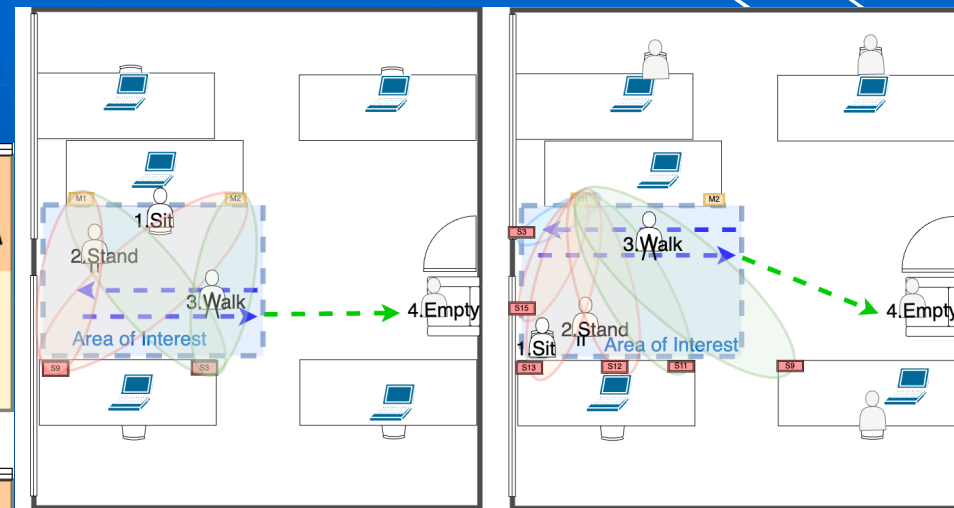 M1
M2
1.Sit
2.Stand
3.Walk
4.Empty
Area of Interest
S9
S3
M2
S3
3.Walk
S15
4.Empty
2.Stand
1.Sit
Area of Interest
S13
S12
S11
S9